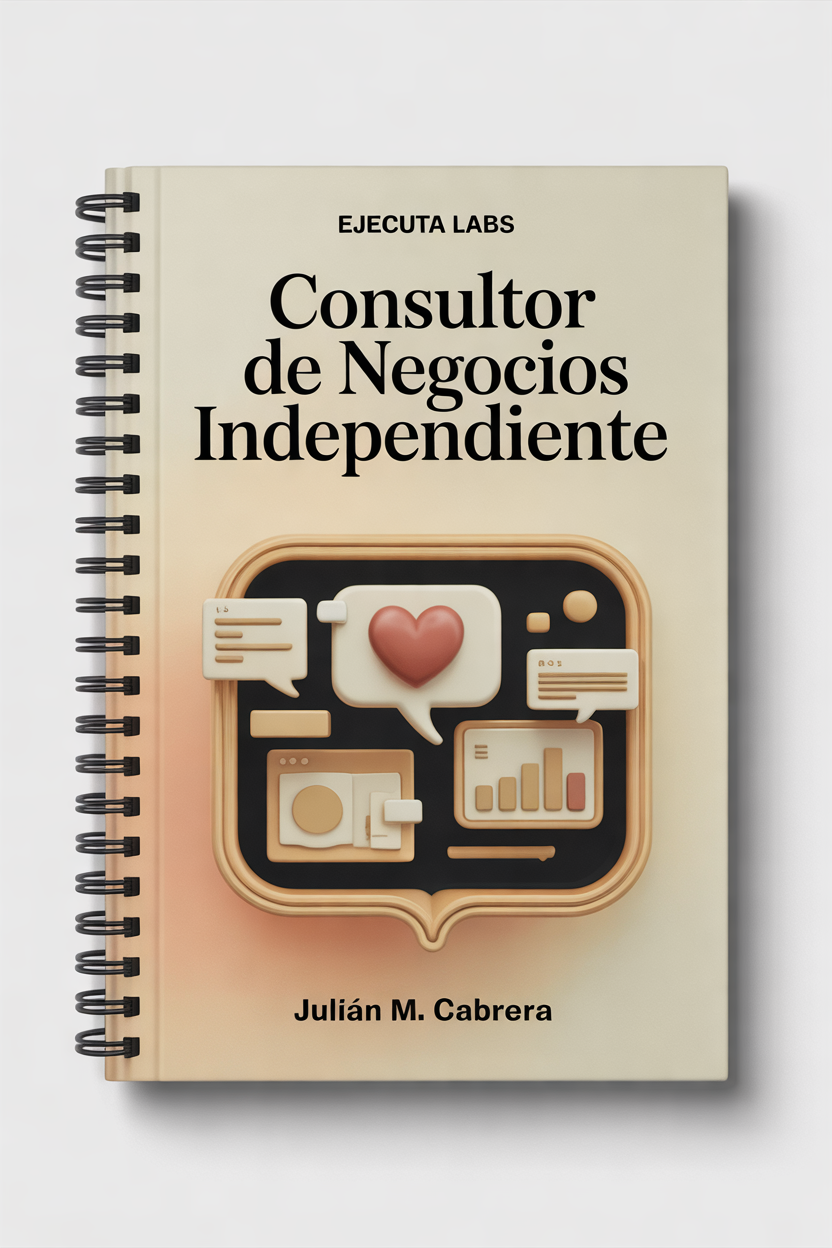 EJECUTA LABS
Consultor
de Negocios
Independiente
Julián M. Cabrera